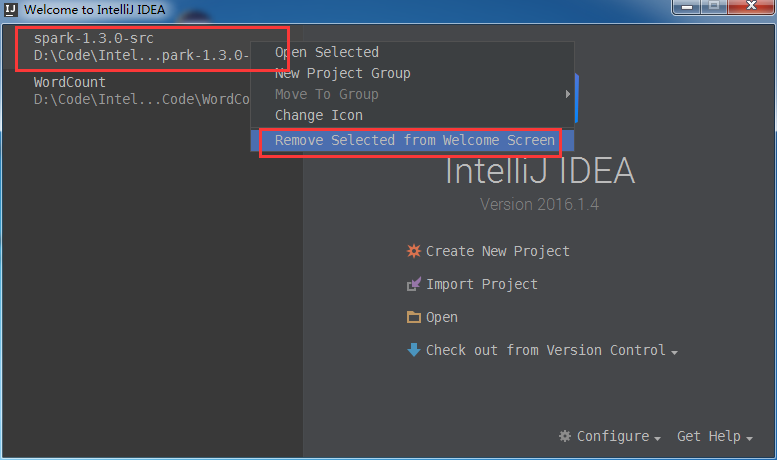 Welcome to IntelliJ IDEA
spark-1.3.0-src
D:\Code\Intel...park-1.3.0-
WordCount
D:\Code\Intel...Code\WordCo
Open Selected
New Project Group
Move To Group
Change Icon
Remove Selected from Welcome Screen
IntelliJ IDEA
Version 2016.1.4
Create New Project
Import Project
Open
Check out from Version Control
Configure
Get Help